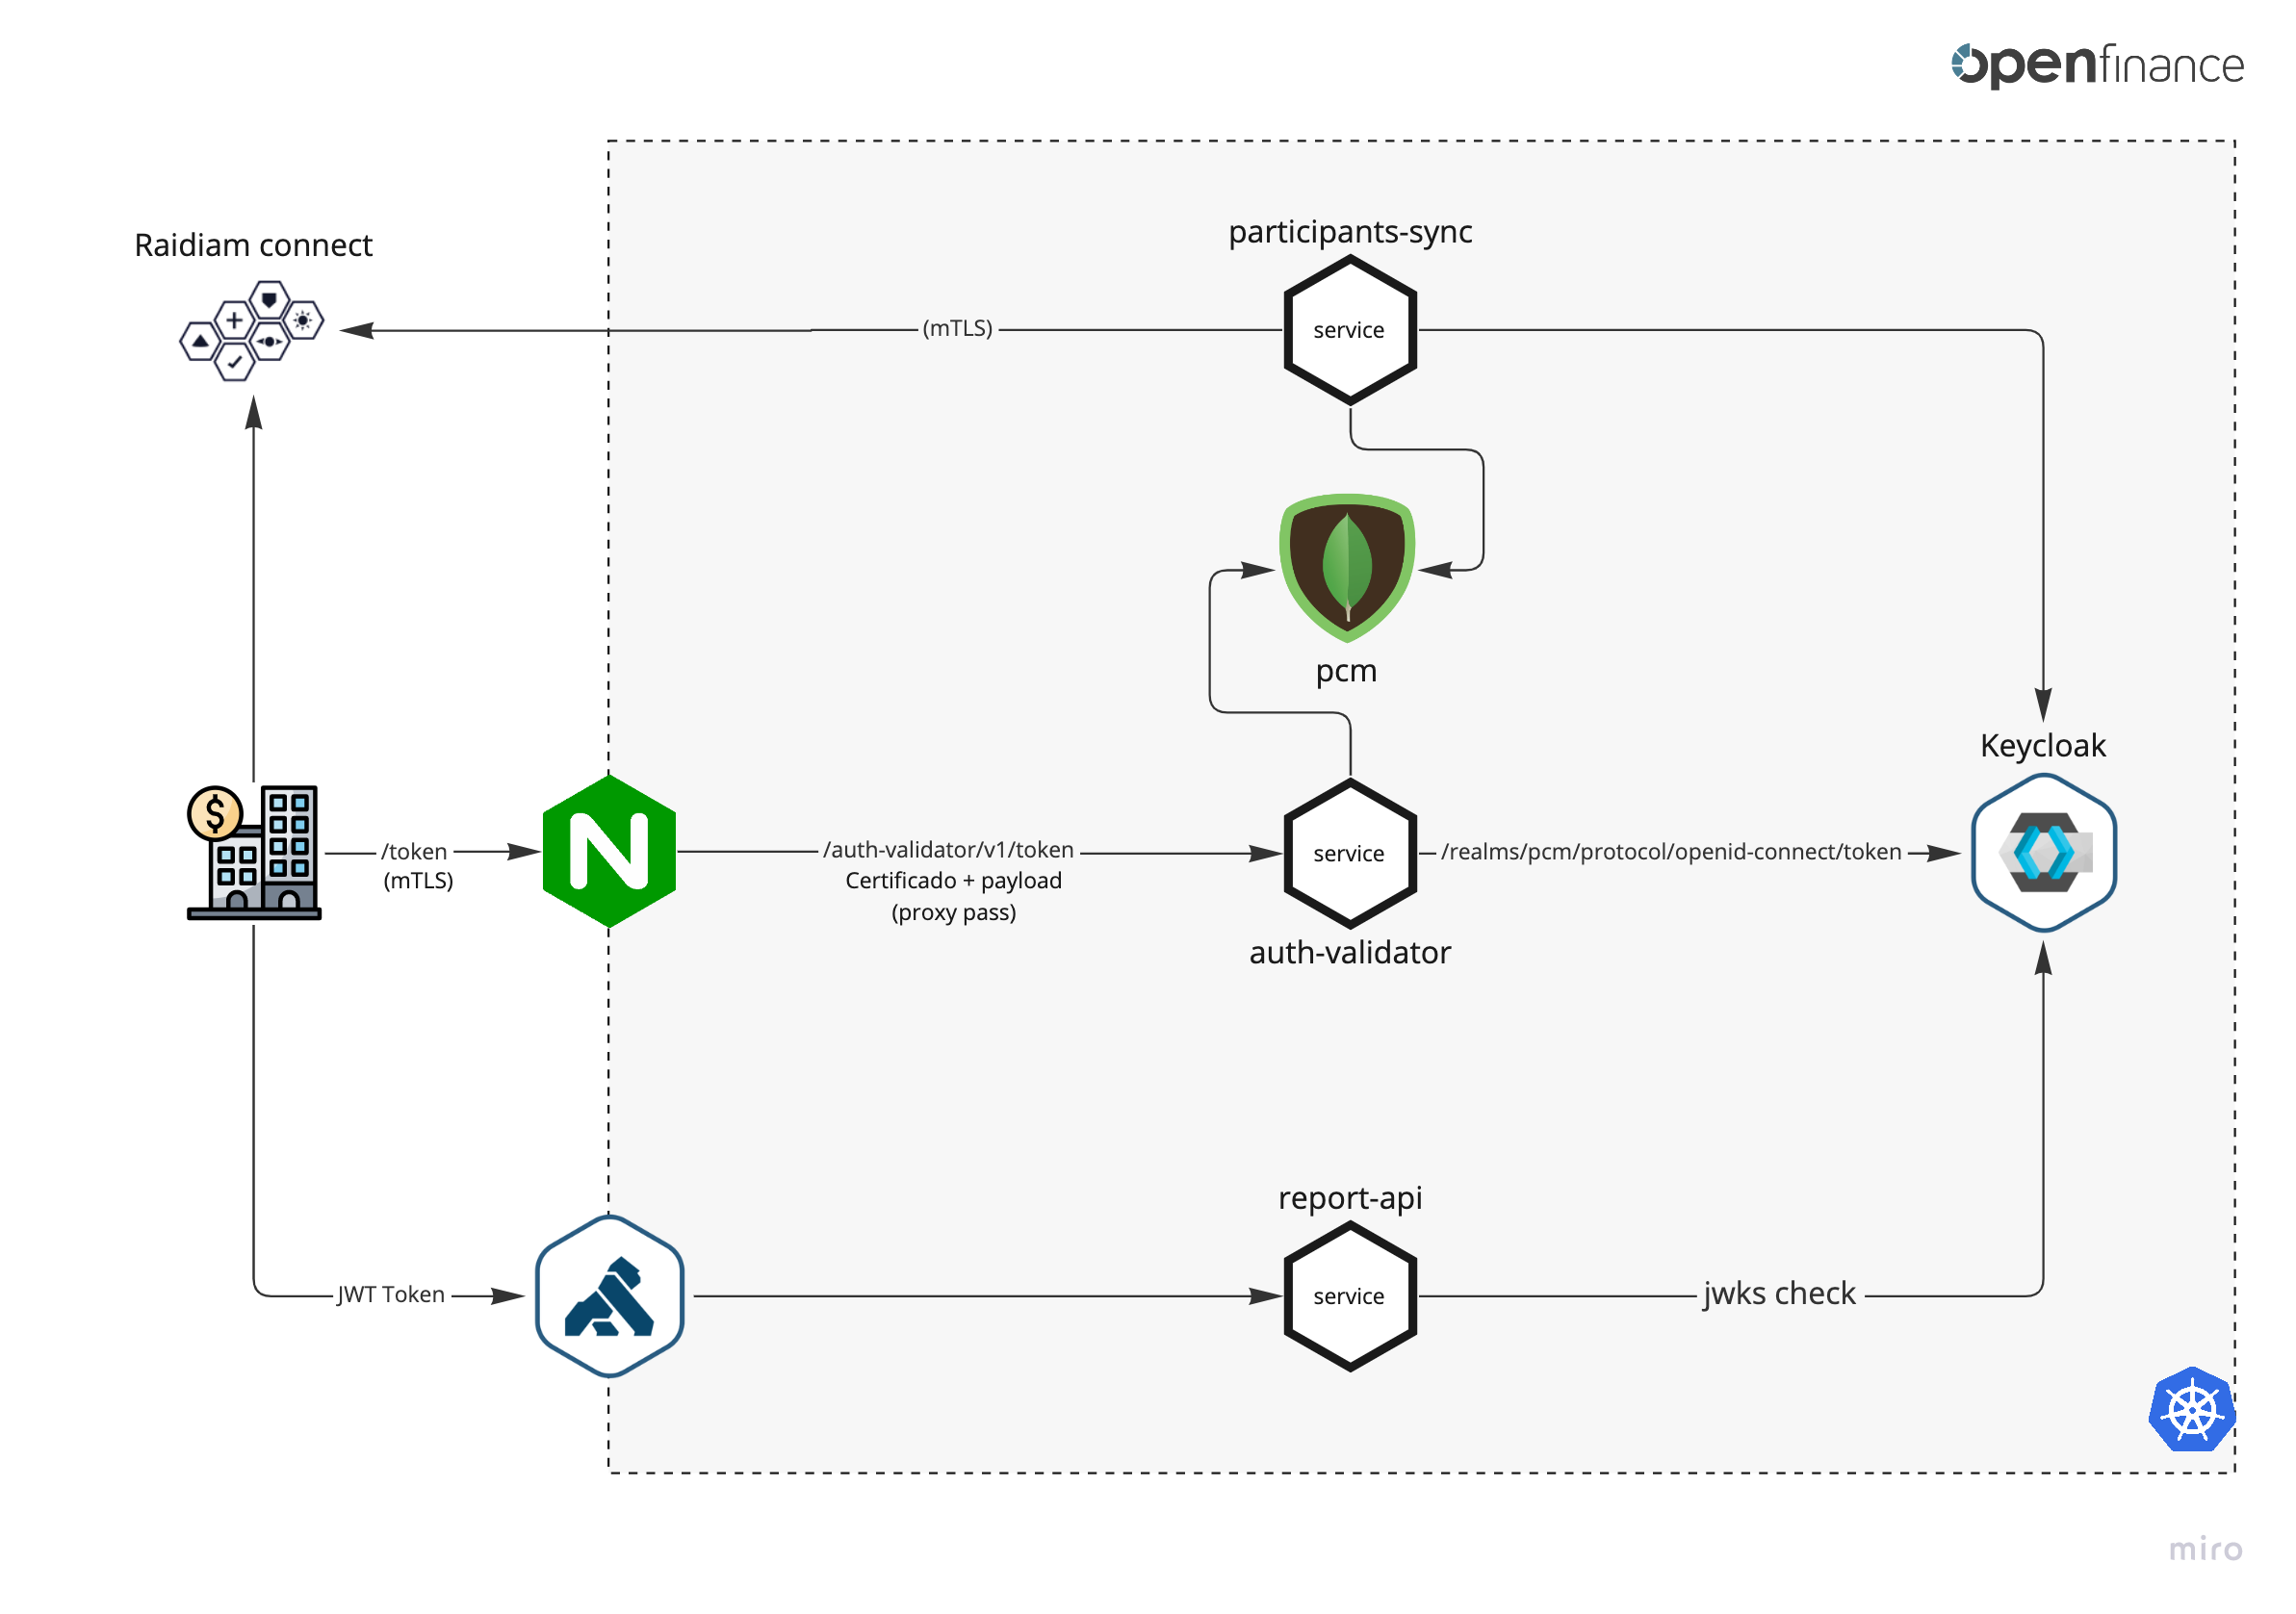 openfinance
participants-sync
Raidiam connect
(mTLS)
service
pcm
Keycloak
$
/token
(mTLS)
/auth-validator/v1/token
Certificado + payload
(proxy pass)
service
/realms/pcm/protocol/openid-connect/token
auth-validator
report-api
JWT Token
service
jwks check
miro